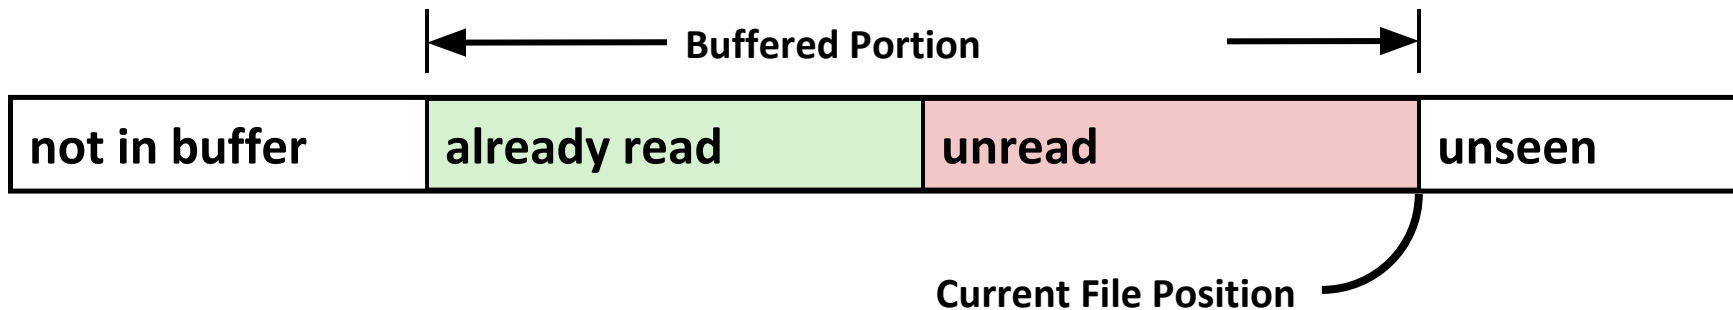 Buffered Portion
not in buffer already read unread unseen
Current File Position